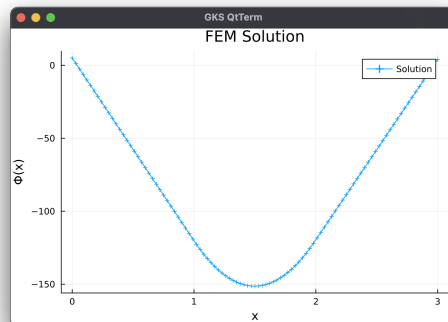 GKS QtTerm
FEM Solution
Solution
0
−50
−100
−150
Φ(x)
0
1
2
3
x